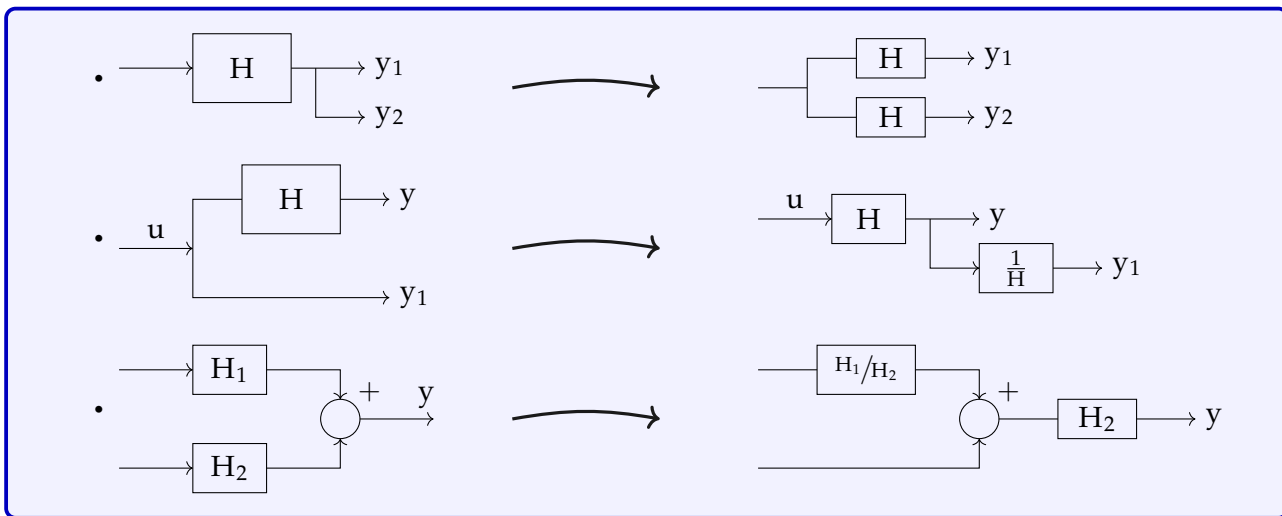 • H y₁ H y₁
y₂ H y₂
• H y u H y
u 1/H y₁
y₁
• H₁ + y H₁/H₂ +
H₂ H₂ y